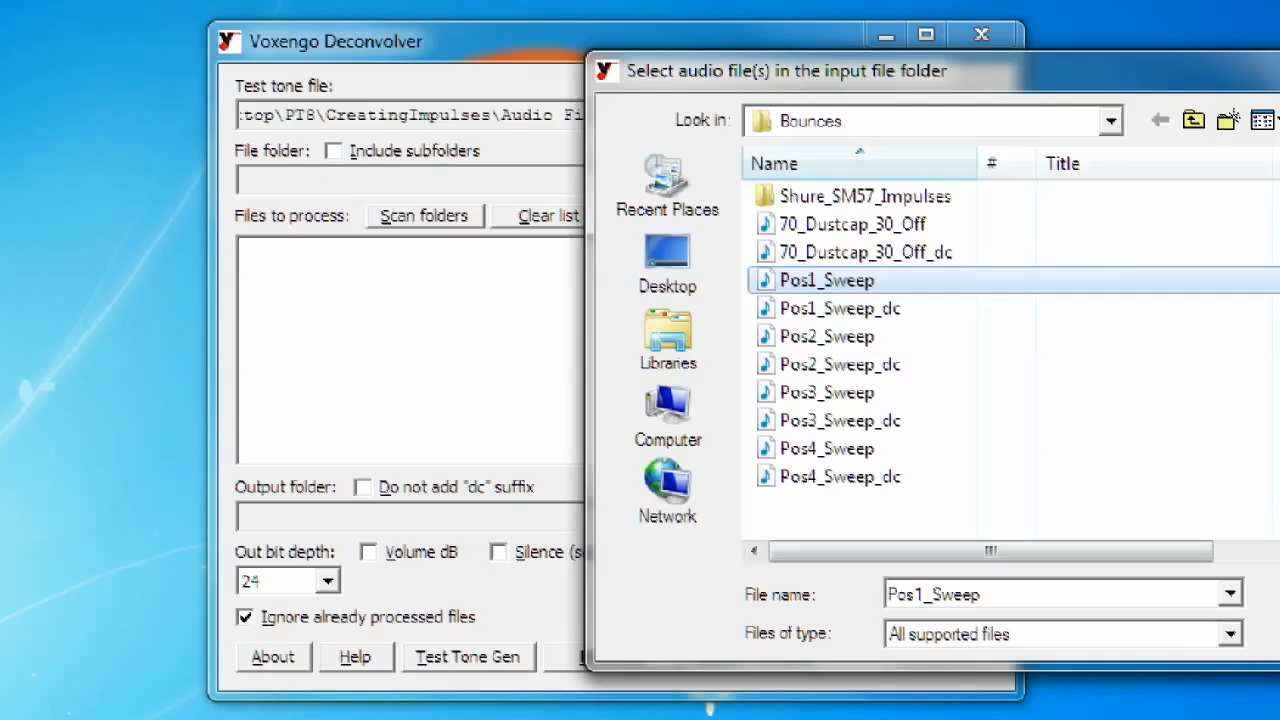 Voxengo Deconvolver
Test tone file:
:top\PT8\CreatingImpulses\Audio Fi
File folder:
Include subfolders
Files to process:
Scan folders
Clear list
Output folder:
Do not add "dc" suffix
Out bit depth:
Volume dB
Silence (s
24
Ignore already processed files
About
Help
Test Tone Gen
Select audio file(s) in the input file folder
Look in:
Bounces
Recent Places
Desktop
Libraries
Computer
Network
Name
#
Title
Shure_SM57_Impulses
70_Dustcap_30_Off
70_Dustcap_30_Off_dc
Pos1_Sweep
Pos1_Sweep_dc
Pos2_Sweep
Pos2_Sweep_dc
Pos3_Sweep
Pos3_Sweep_dc
Pos4_Sweep
Pos4_Sweep_dc
File name:
Pos1_Sweep
Files of type:
All supported files